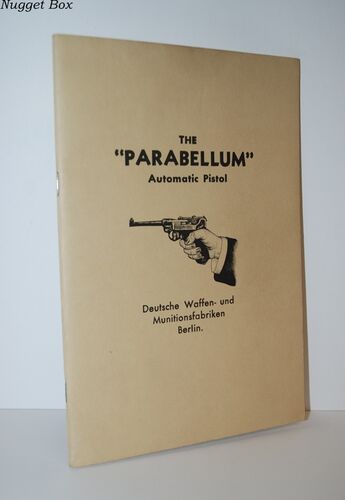 Nugget Box
THE
“PARABELLUM”
Automatic Pistol
Deutsche Waffen- und
Munitionsfabriken
Berlin.